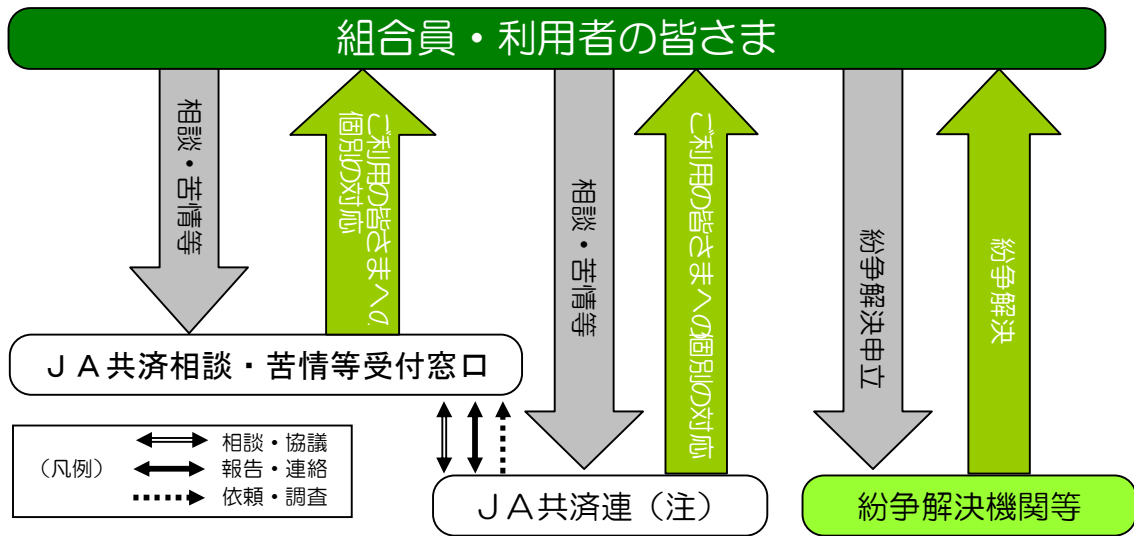 組合員・利用者の皆さま
相談・苦情等
ご利用の皆さまへの
個別の対応
相談・苦情等
ご利用の皆さまへの個別の対応
紛争解決申立
紛争解決
ＪＡ共済相談・苦情等受付窓口
（凡例）
相談・協議
報告・連絡
依頼・調査
ＪＡ共済連（注）
紛争解決機関等